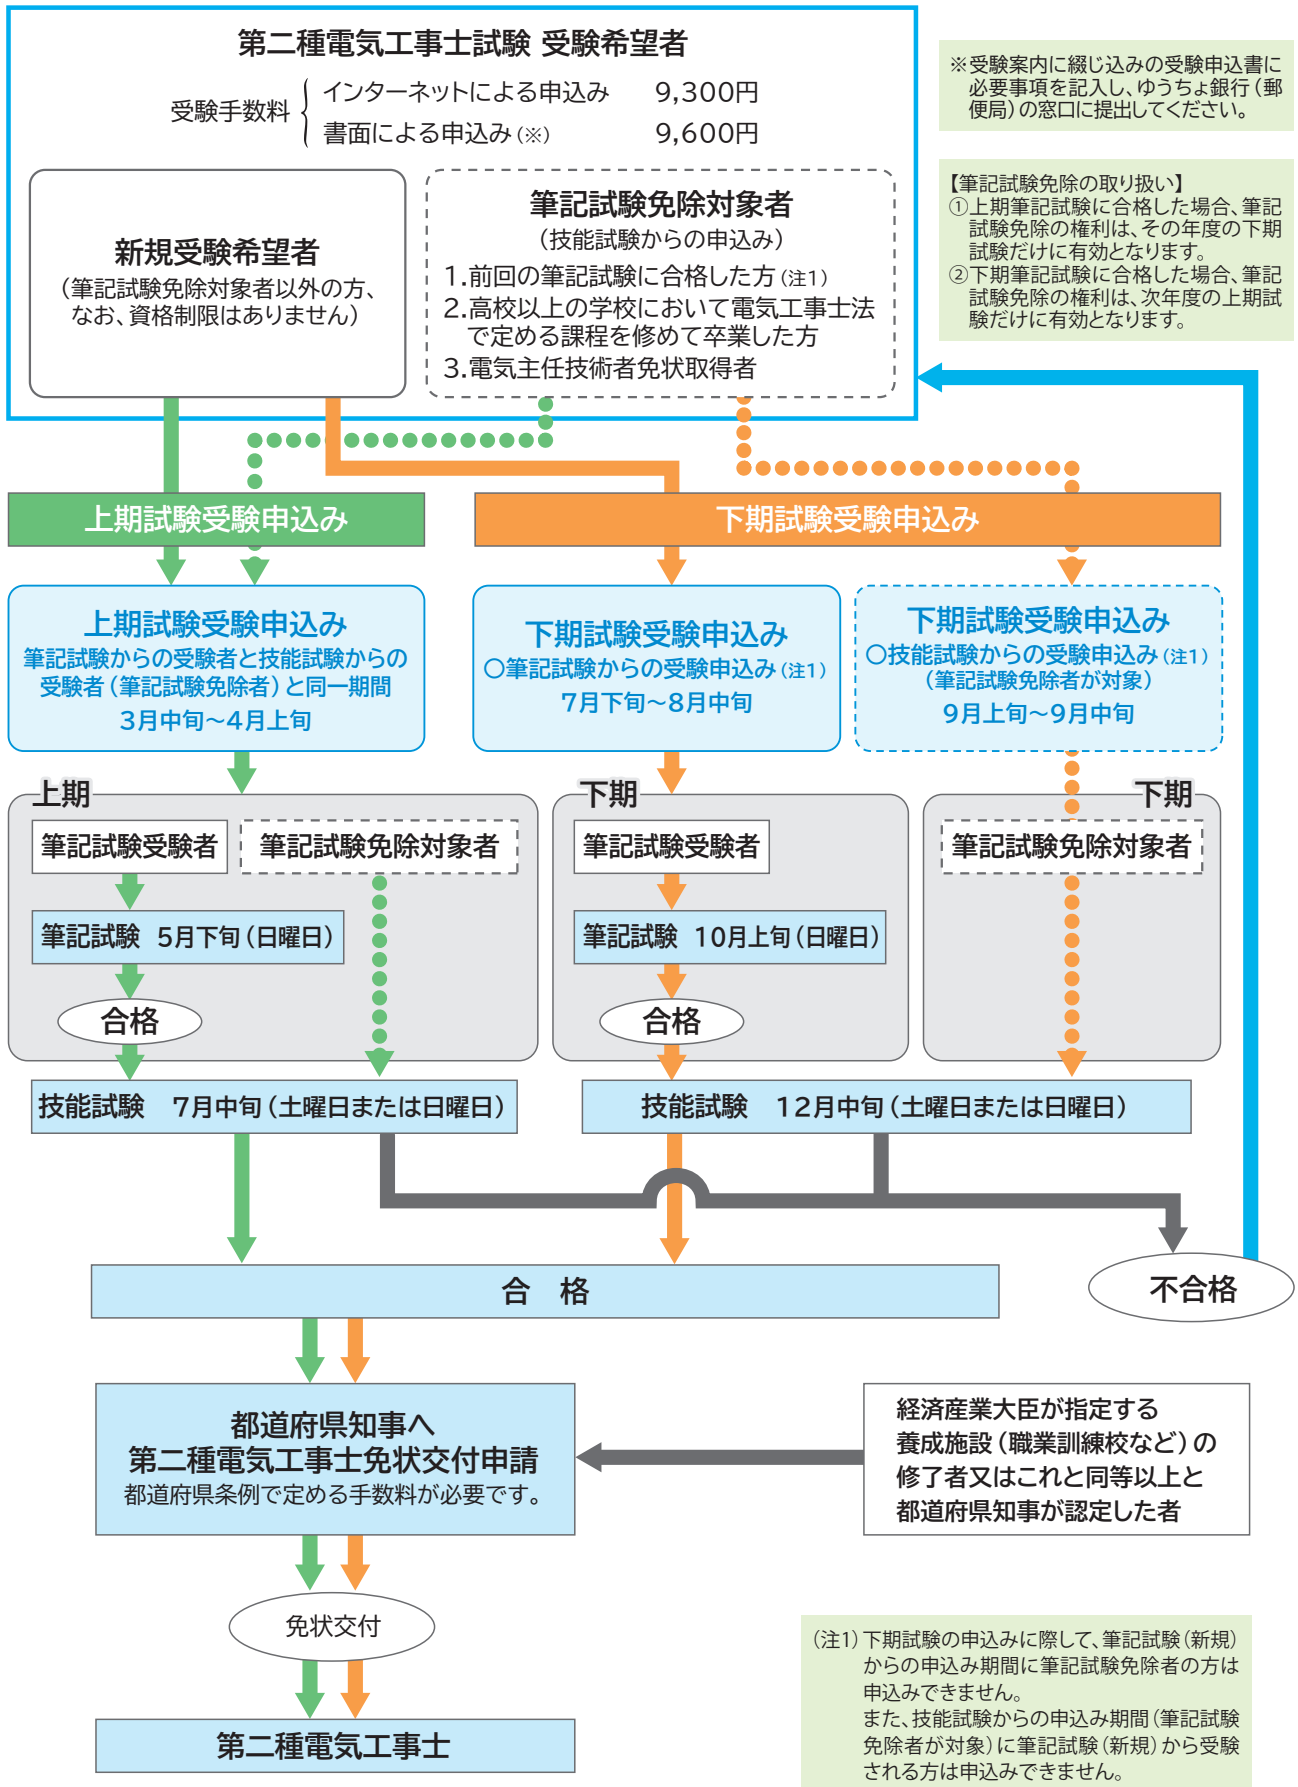 第二種電気工事士試験 受験希望者
受験手数料
インターネットによる申込み 9,300円
書面による申込み(※) 9,600円
※受験案内に綴じ込みの受験申込書に
必要事項を記入し、ゆうちょ銀行(郵
便局)の窓口に提出してください。
新規受験希望者
(筆記試験免除対象者以外の方、
なお、資格制限はありません)
筆記試験免除対象者
(技能試験からの申込み)
1.前回の筆記試験に合格した方(注1)
2.高校以上の学校において電気工事士法
で定める課程を修めて卒業した方
3.電気主任技術者免状取得者
【筆記試験免除の取り扱い】
①上期筆記試験に合格した場合、筆記
試験免除の権利は、その年度の下期
試験だけに有効となります。
②下期筆記試験に合格した場合、筆記
試験免除の権利は、次年度の上期試
験だけに有効となります。
上期試験受験申込み
下期試験受験申込み
上期試験受験申込み
筆記試験からの受験者と技能試験からの
受験者(筆記試験免除者)と同一期間
3月中旬〜4月上旬
下期試験受験申込み
○筆記試験からの受験申込み(注1)
7月下旬〜8月中旬
下期試験受験申込み
○技能試験からの受験申込み(注1)
(筆記試験免除者が対象)
9月上旬〜9月中旬
上期
筆記試験受験者
筆記試験免除対象者
筆記試験 5月下旬(日曜日)
合格
下期
筆記試験受験者
筆記試験 10月上旬(日曜日)
合格
下期
筆記試験免除対象者
技能試験 7月中旬(土曜日または日曜日)
技能試験 12月中旬(土曜日または日曜日)
合 格
不合格
都道府県知事へ
第二種電気工事士免状交付申請
都道府県条例で定める手数料が必要です。
経済産業大臣が指定する
養成施設(職業訓練校など)の
修了者又はこれと同等以上と
都道府県知事が認定した者
免状交付
第二種電気工事士
(注1)下期試験の申込みに際して、筆記試験(新規)
からの申込み期間に筆記試験免除者の方は
申込みできません。
また、技能試験からの申込み期間(筆記試験
免除者が対象)に筆記試験(新規)から受験
される方は申込みできません。